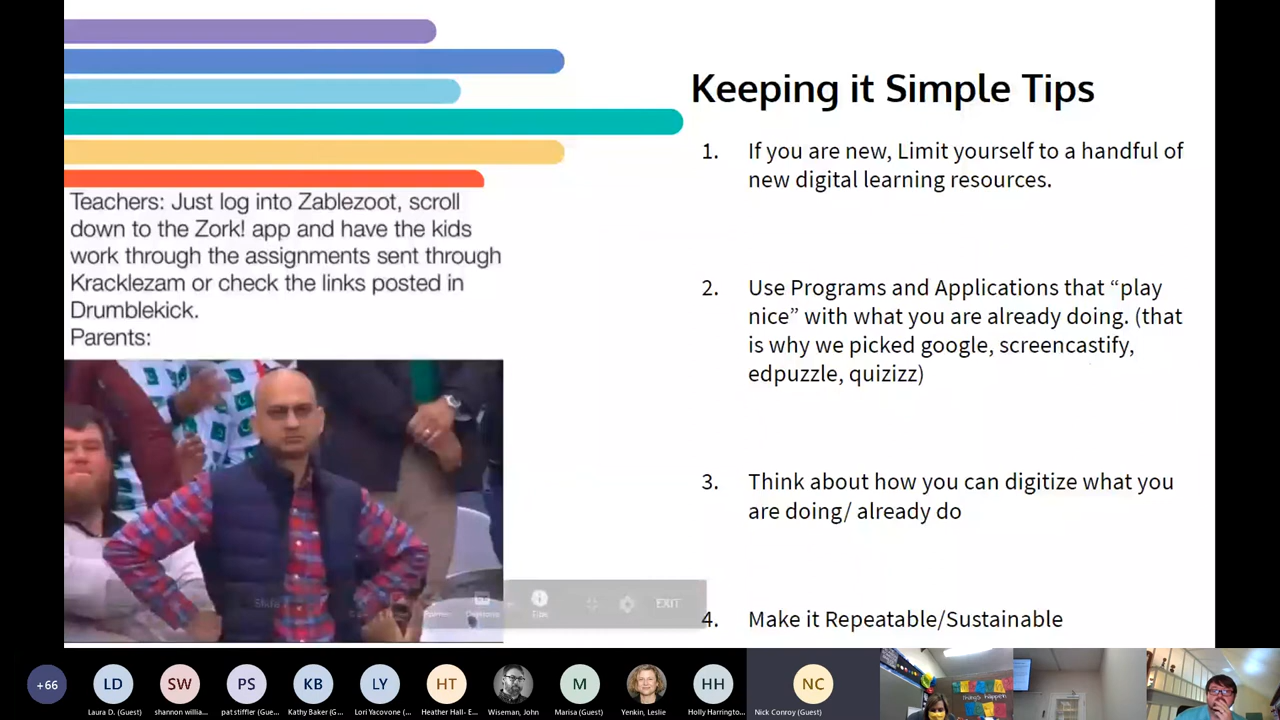 Keeping it Simple Tips
1. If you are new, Limit yourself to a handful of
new digital learning resources.
2. Use Programs and Applications that “play
nice” with what you are already doing. (that
is why we picked google, screencastify,
edpuzzle, quizizz)
3. Think about how you can digitize what you
are doing/ already do
4. Make it Repeatable/Sustainable
Teachers: Just log into Zablezoot, scroll
down to the Zork! app and have the kids
work through the assignments sent through
Kracklezam or check the links posted in
Drumblekick.
Parents:
EXIT
+66
LD
SW
PS
KB
LY
HT
M
HH
NC
Laura D. (Guest)
shannon willia...
pat stiffler (Gue...
Kathy Baker (G...
Lori Yacovone (...
Heather Hall- E...
Wiseman, John
Marisa (Guest)
Yenkin, Leslie
Holly Harringto...
Nick Conroy (Guest)